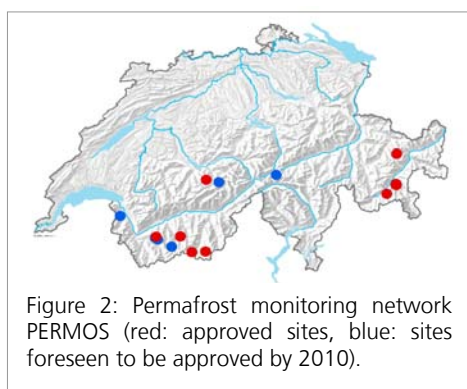 Figure 2: Permafrost monitoring network
PERMOS (red: approved sites, blue: sites
foreseen to be approved by 2010).